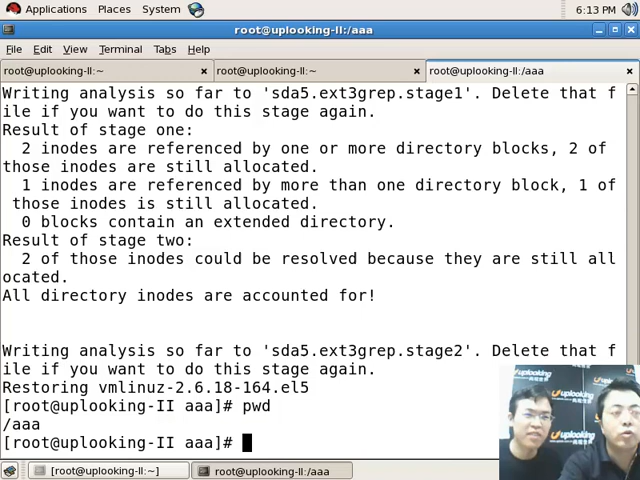 Applications Places System 6:13 PM
root@uplooking-II:/aaa
File Edit View Terminal Tabs Help
root@uplooking-II:~ root@uplooking-II:~ root@uplooking-II:/aaa
Writing analysis so far to 'sda5.ext3grep.stage1'. Delete that f
ile if you want to do this stage again.
Result of stage one:
2 inodes are referenced by one or more directory blocks, 2 of
those inodes are still allocated.
1 inodes are referenced by more than one directory block, 1 of
those inodes is still allocated.
0 blocks contain an extended directory.
Result of stage two:
2 of those inodes could be resolved because they are still all
ocated.
All directory inodes are accounted for!
Writing analysis so far to 'sda5.ext3grep.stage2'. Delete that f
ile if you want to do this stage again.
Restoring vmlinuz-2.6.18-164.el5
[root@uplooking-II aaa]# pwd
/aaa
[root@uplooking-II aaa]#
[root@uplooking-II:~] root@uplooking-II:/aaa
uplooking
uplooking